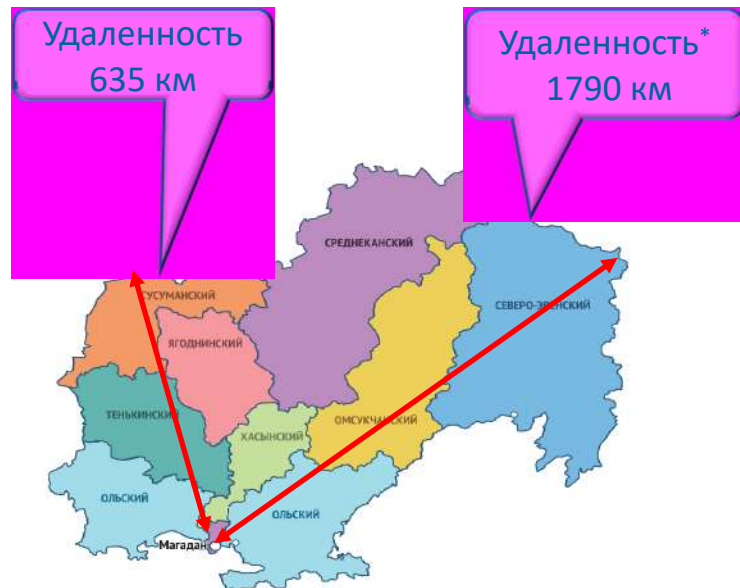 Удаленность
635 км
Удаленность*
1790 км
СРЕДНЕКАНСКИЙ
СУСУМАНСКИЙ
СЕВЕРО-ЭВЕНСКИЙ
ЯГОДНИНСКИЙ
ТЕНЬКИНСКИЙ
ОМСУКЧАНСКИЙ
ХАСЫНСКИЙ
ОЛЬСКИЙ
ОЛЬСКИЙ
Магадан